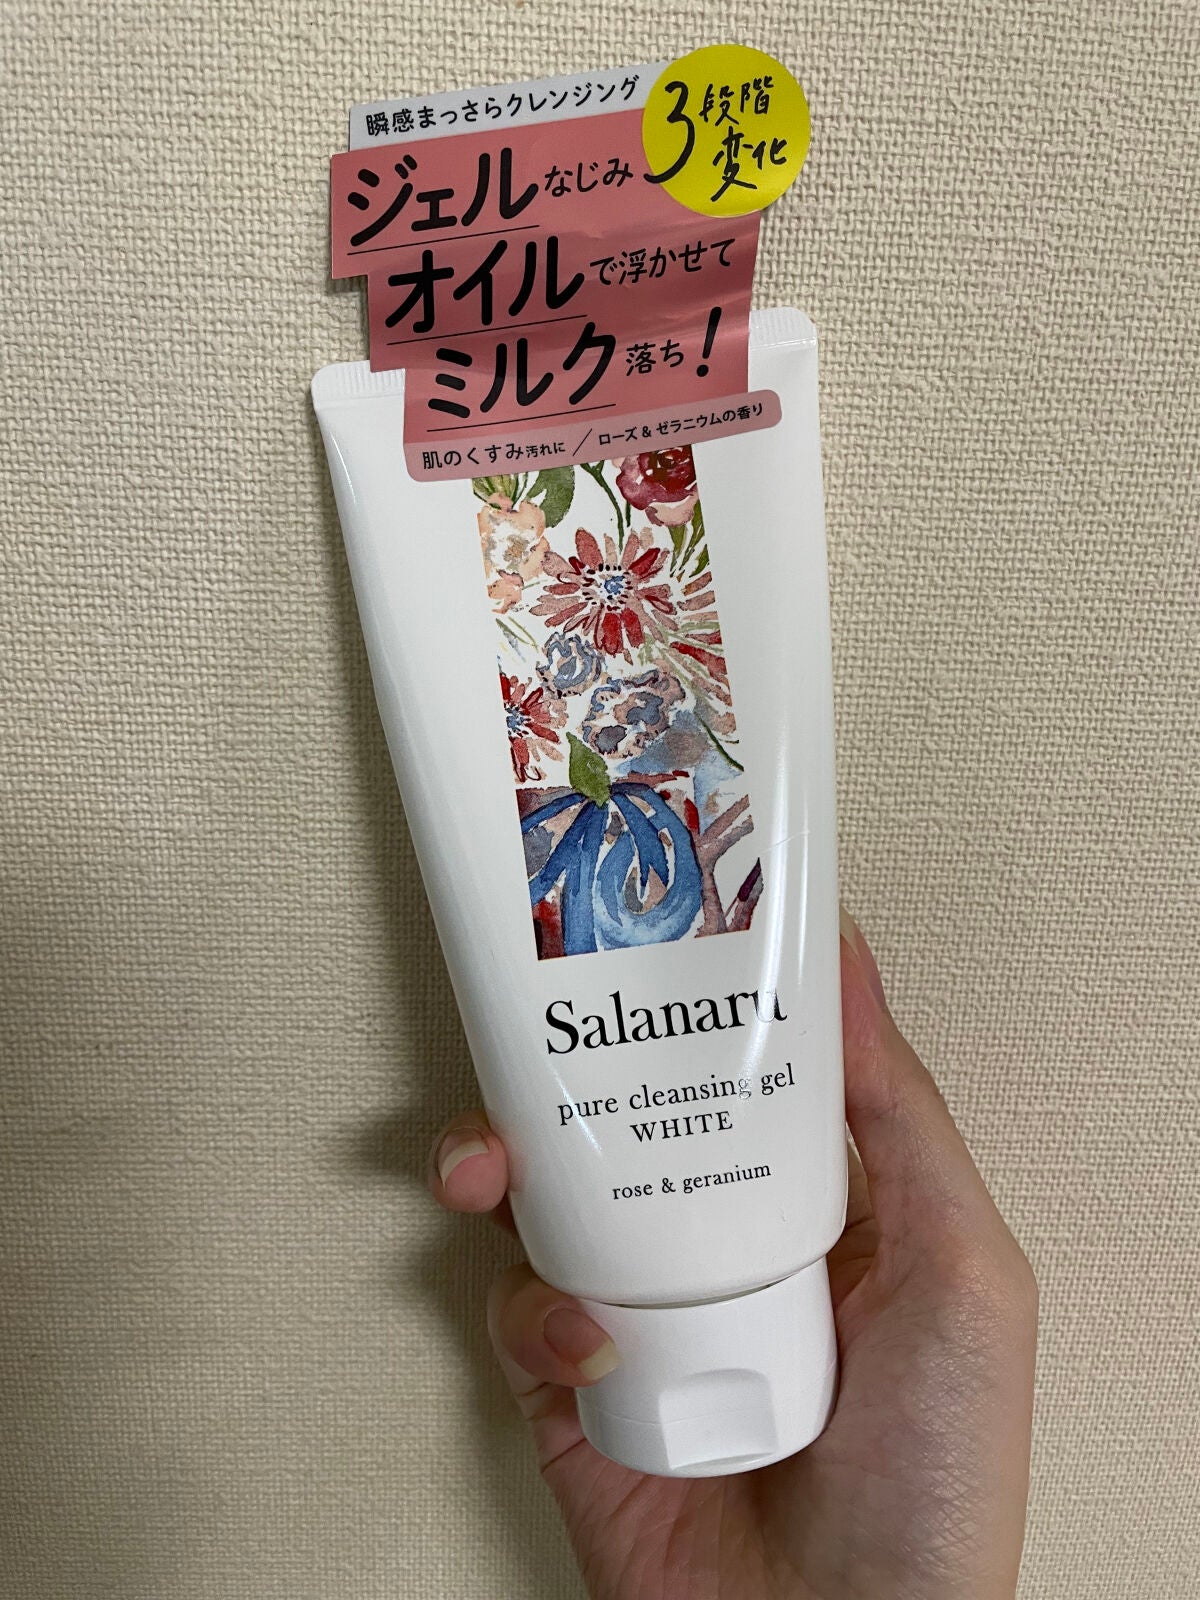 瞬感まっさらクレンジング
3段階
変化
ジェルなじみ
オイルで浮かせて
ミルク落ち!
肌のくすみ汚れに / ローズ & ゼラニウムの香り
Salanaru
pure cleansing gel
WHITE
rose & geranium